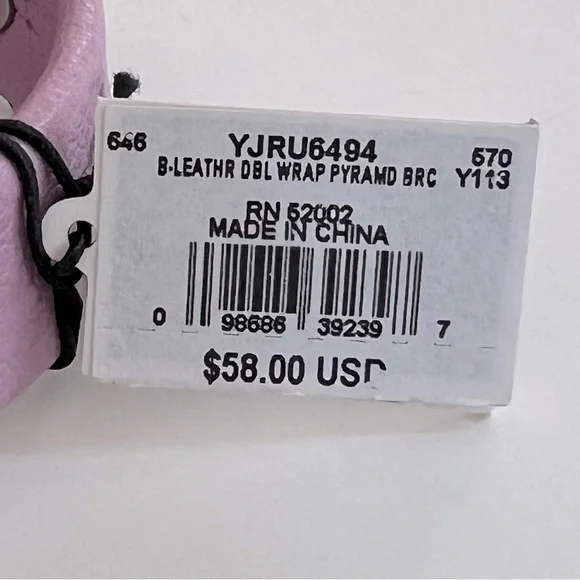 646 YJRU6494 570
B-LEATHR DBL WRAP PYRAMD BRC Y113
RN 52002
MADE IN CHINA
0 98686 39239 7
$58.00 USD